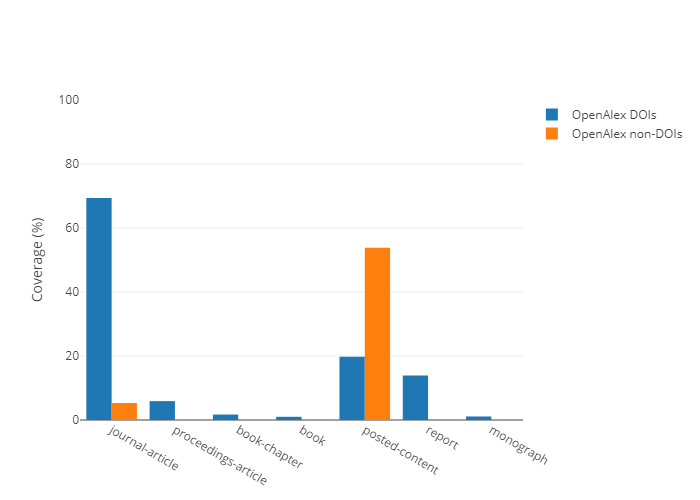 100
80
60
40
20
0
Coverage (%)
journal-article
proceedings-article
book-chapter
book
posted-content
report
monograph
OpenAlex DOIs
OpenAlex non-DOIs